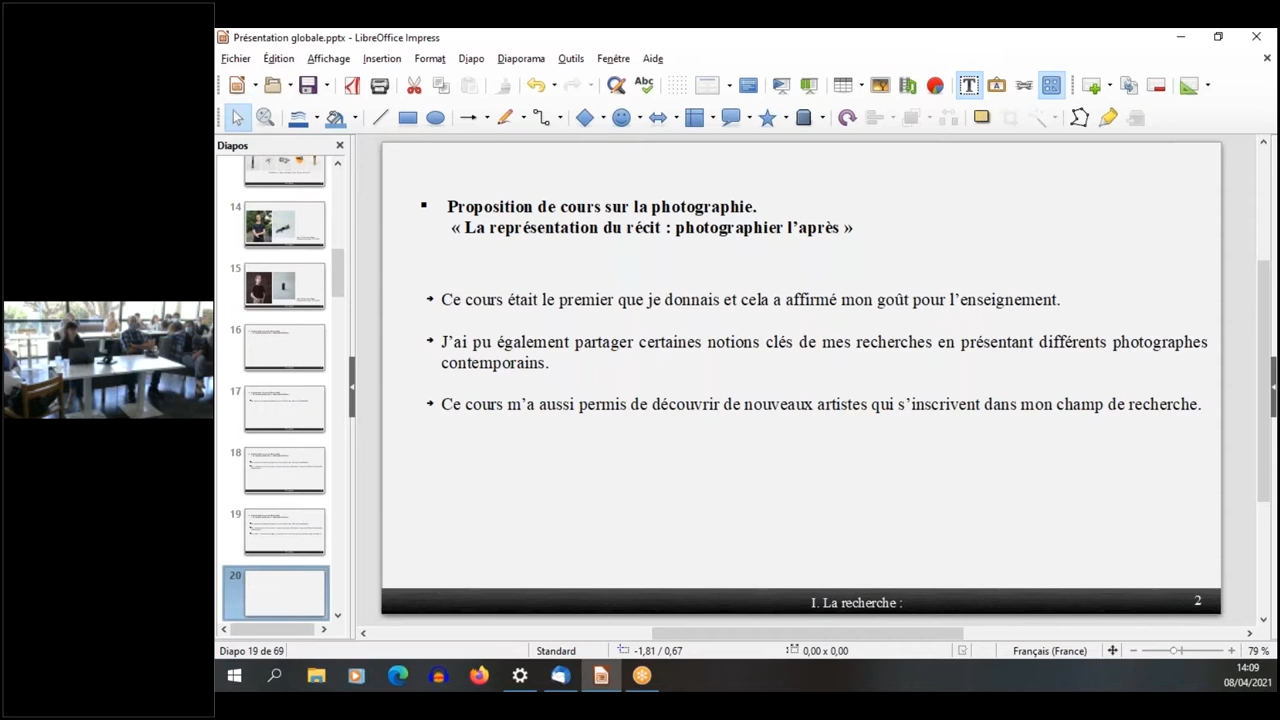 Présentation globale.pptx - LibreOffice Impress
Fichier Édition Affichage Insertion Format Diapo Diaporama Outils Fenêtre Aide
Abc
Diapos
14
15
16
17
18
19
20
▪ Proposition de cours sur la photographie.
« La représentation du récit : photographier l’après »
➔ Ce cours était le premier que je donnais et cela a affirmé mon goût pour l’enseignement.
➔ J’ai pu également partager certaines notions clés de mes recherches en présentant différents photographes
contemporains.
➔ Ce cours m’a aussi permis de découvrir de nouveaux artistes qui s’inscrivent dans mon champ de recherche.
I. La recherche :
2
Diapo 19 de 69 Standard -1,81 / 0,67 0,00 x 0,00 Français (France) 79 %
14:09
08/04/2021